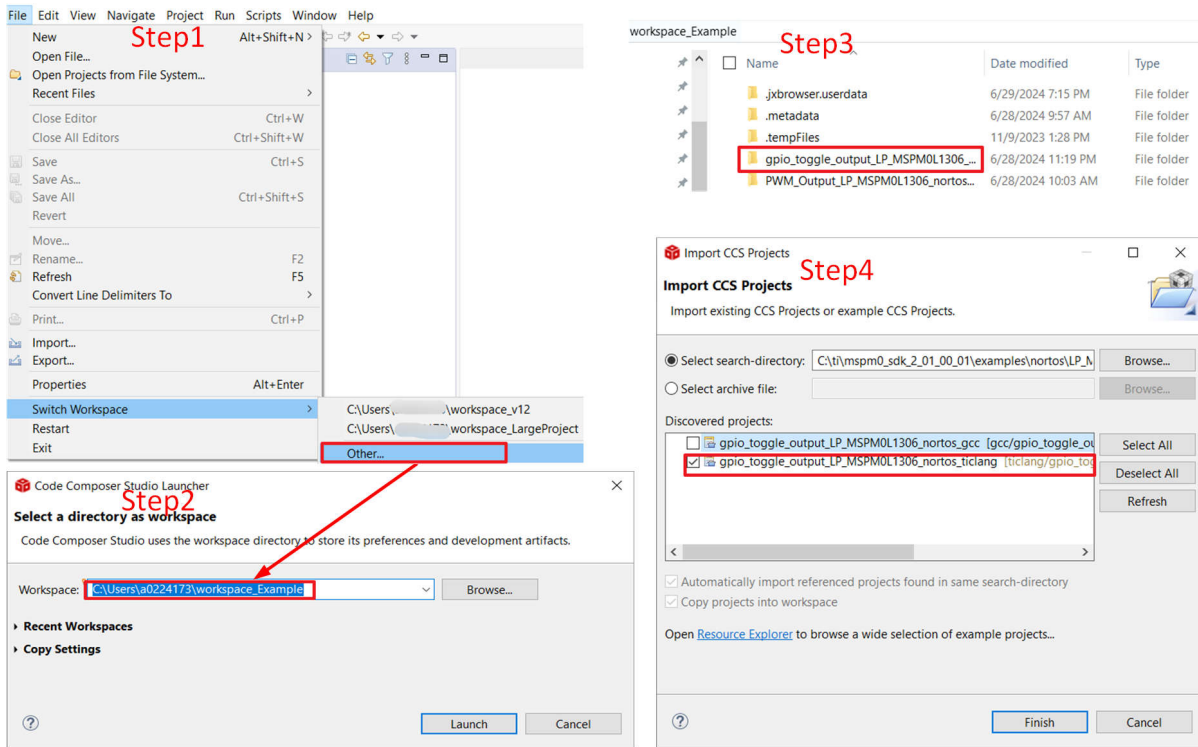 File Edit View Navigate Project Run Scripts Window Help
Step1
New Alt+Shift+N >
Open File...
Open Projects from File System...
Recent Files >
Close Editor Ctrl+W
Close All Editors Ctrl+Shift+W
Save Ctrl+S
Save As...
Save All Ctrl+Shift+S
Revert
Move...
Rename... F2
Refresh F5
Convert Line Delimiters To >
Print... Ctrl+P
Import...
Export...
Properties Alt+Enter
Switch Workspace >
Restart
Exit
C:\Users\ \workspace_v12
C:\Users\ workspace_LargeProject
Other...
Step2
Code Composer Studio Launcher
Select a directory as workspace
Code Composer Studio uses the workspace directory to store its preferences and development artifacts.
Workspace: C:\Users\a0224173\workspace_Example Browse...
Recent Workspaces
Copy Settings
? Launch Cancel
workspace_Example
Step3
Name Date modified Type
.jxbrowser.userdata 6/29/2024 7:15 PM File folder
.metadata 6/28/2024 9:57 AM File folder
.tempFiles 11/9/2023 1:28 PM File folder
gpio_toggle_output_LP_MSPM0L1306_... 6/28/2024 11:19 PM File folder
PWM_Output_LP_MSPM0L1306_nortos... 6/28/2024 10:03 AM File folder
Import CCS Projects
Step4
Import CCS Projects
Import existing CCS Projects or example CCS Projects.
Select search-directory: C:\ti\mspm0_sdk_2_01_00_01\examples\nortos\LP_M Browse...
Select archive file: Browse...
Discovered projects:
gpio_toggle_output_LP_MSPM0L1306_nortos_gcc [gcc/gpio_toggle_ou Select All
gpio_toggle_output_LP_MSPM0L1306_nortos_ticlang [ticlang/gpio_tog Deselect All
Refresh
Automatically import referenced projects found in same search-directory
Copy projects into workspace
Open Resource Explorer to browse a wide selection of example projects...
? Finish Cancel